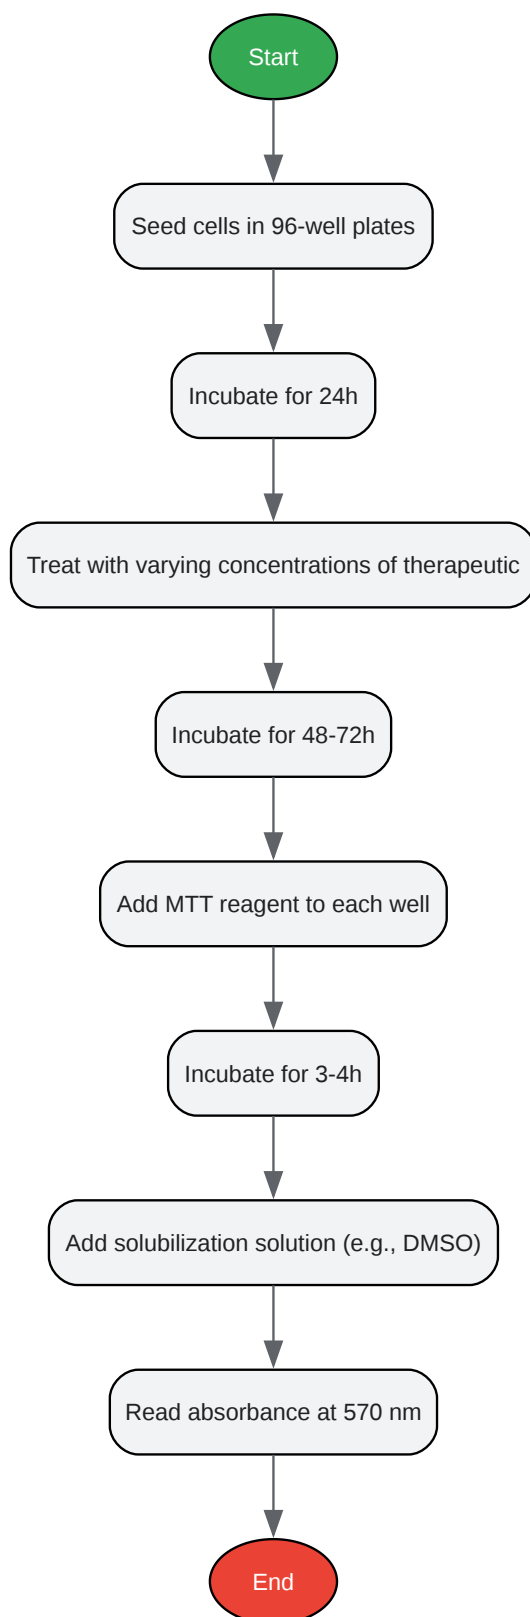 Start
Seed cells in 96-well plates
Incubate for 24h
Treat with varying concentrations of therapeutic
Incubate for 48-72h
Add MTT reagent to each well
Incubate for 3-4h
Add solubilization solution (e.g., DMSO)
Read absorbance at 570 nm
End